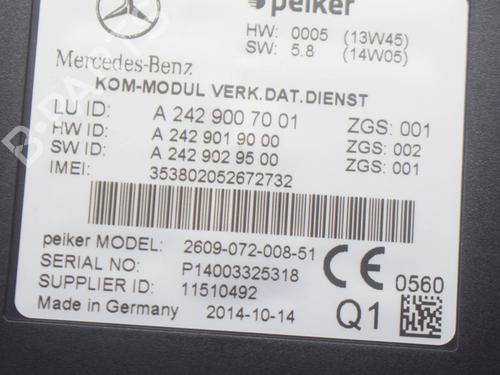 peiker
HW: 0005 (13W45)
SW: 5.8 (14W05)
Mercedes-Benz
KOM-MODUL VERK.DAT.DIENST
LU ID: A 242 900 70 01 ZGS: 001
HW ID: A 242 901 90 00 ZGS: 002
SW ID: A 242 902 95 00 ZGS: 001
IMEI: 353802052672732
peiker MODEL: 2609-072-008-51
SERIAL NO: P14003325318
SUPPLIER ID: 11510492
CE 0560
Made in Germany 2014-10-14 Q1
B-PARTS